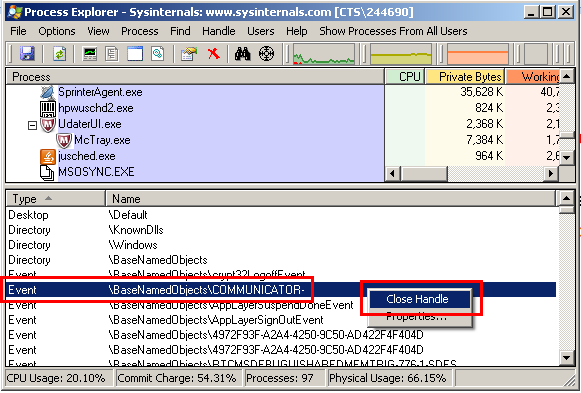 Process Explorer - Sysinternals: www.sysinternals.com [CTS\244690]
File Options View Process Find Handle Users Help Show Processes From All Users
Process CPU Private Bytes Working
SprinterAgent.exe 35,628 K 40,7
hpwuschd2.exe 824 K 2,3
UdaterUI.exe 2,368 K 2,1
McTray.exe 7,384 K 1,7
jusched.exe 964 K 2,6
MSOSYNC.EXE
Type Name
Desktop \Default
Directory \KnownDlls
Directory \Windows
Directory \BaseNamedObjects
Event \BaseNamedObjects\crypt32LogoffEvent
Event \BaseNamedObjects\COMMUNICATOR-
Close Handle
Event \BaseNamedObjects\AppLayerSuspendDoneEvent
Properties...
Event \BaseNamedObjects\AppLayerSignOutEvent
Event \BaseNamedObjects\4972F93F-A2A4-4250-9C50-AD422F4F404D
Event \BaseNamedObjects\4972F93F-A2A4-4250-9C50-AD422F4F404D
Event \BaseNamedObjects\RTCMSDEBUGUISHAREDMEMTRIG-776-1-SDES
CPU Usage: 20.10% Commit Charge: 54.31% Processes: 97 Physical Usage: 66.15%